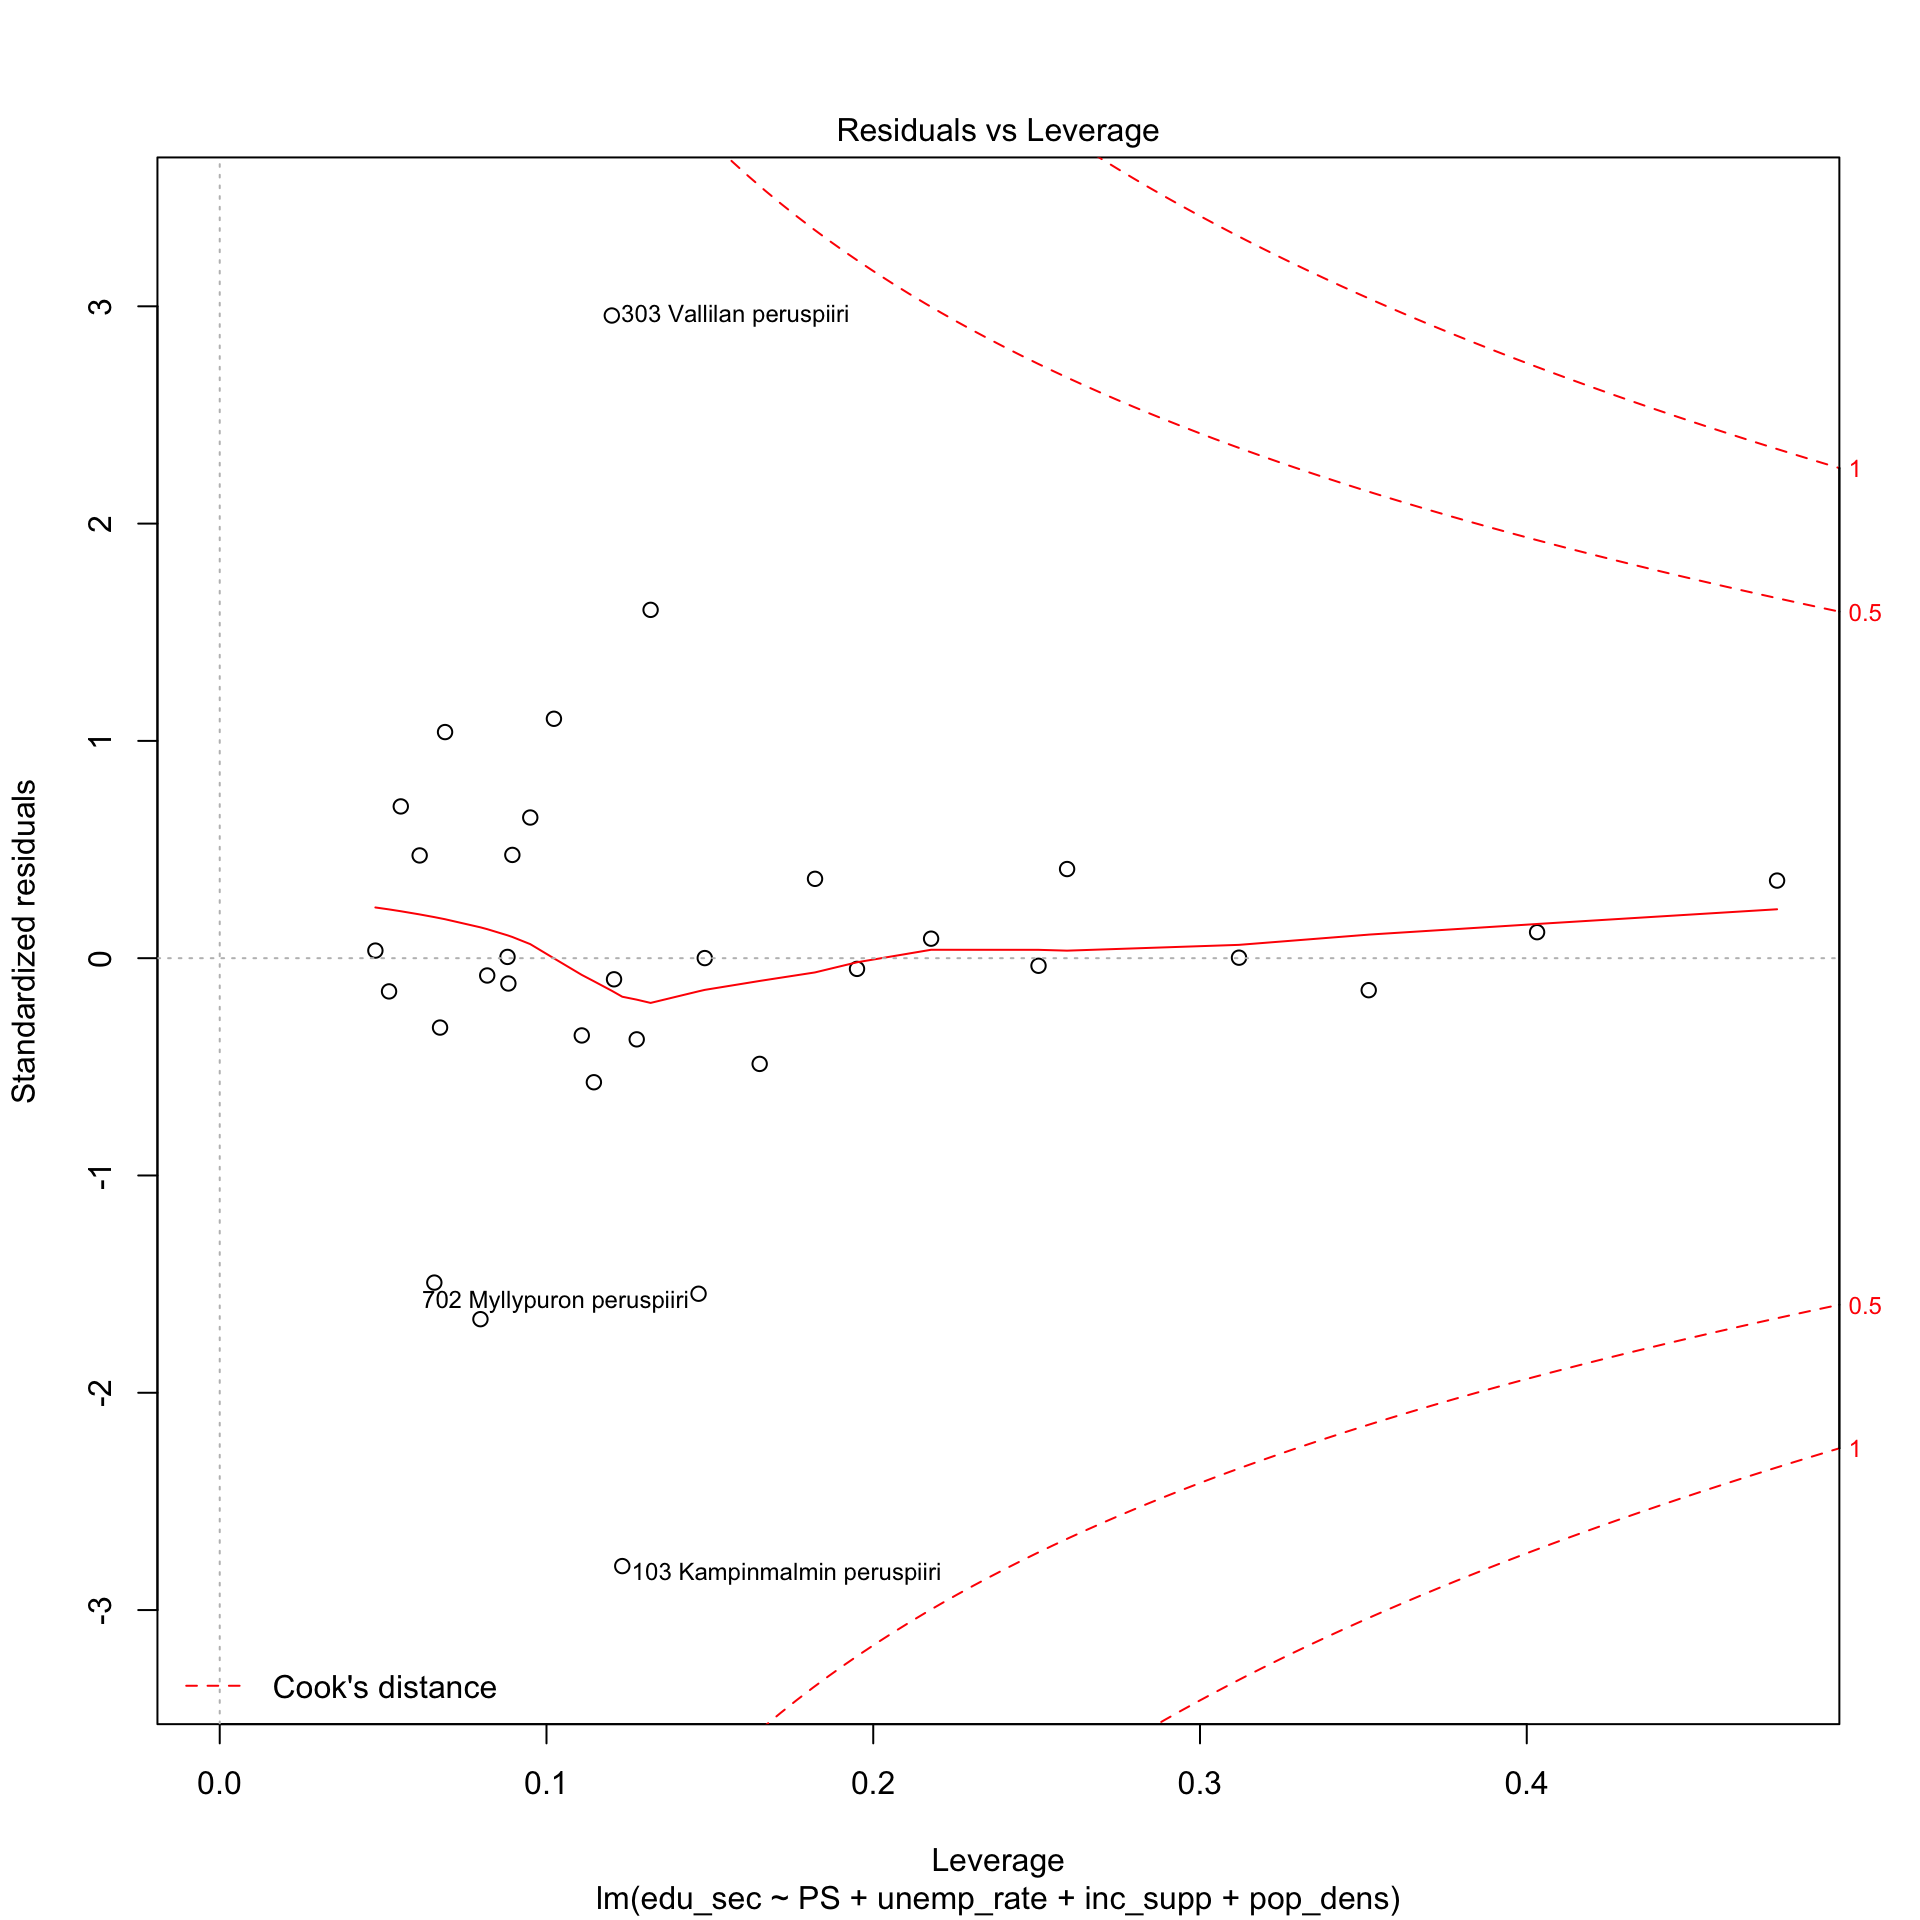 Residuals vs Leverage
Standardized residuals
3
2
1
0
-1
-2
-3
303 Vallilan peruspiiri
702 Myllypuron peruspiiri
103 Kampinmalmin peruspiiri
1
0.5
0.5
1
Cook's distance
0.0 0.1 0.2 0.3 0.4
Leverage
lm(edu_sec ~ PS + unemp_rate + inc_supp + pop_dens)